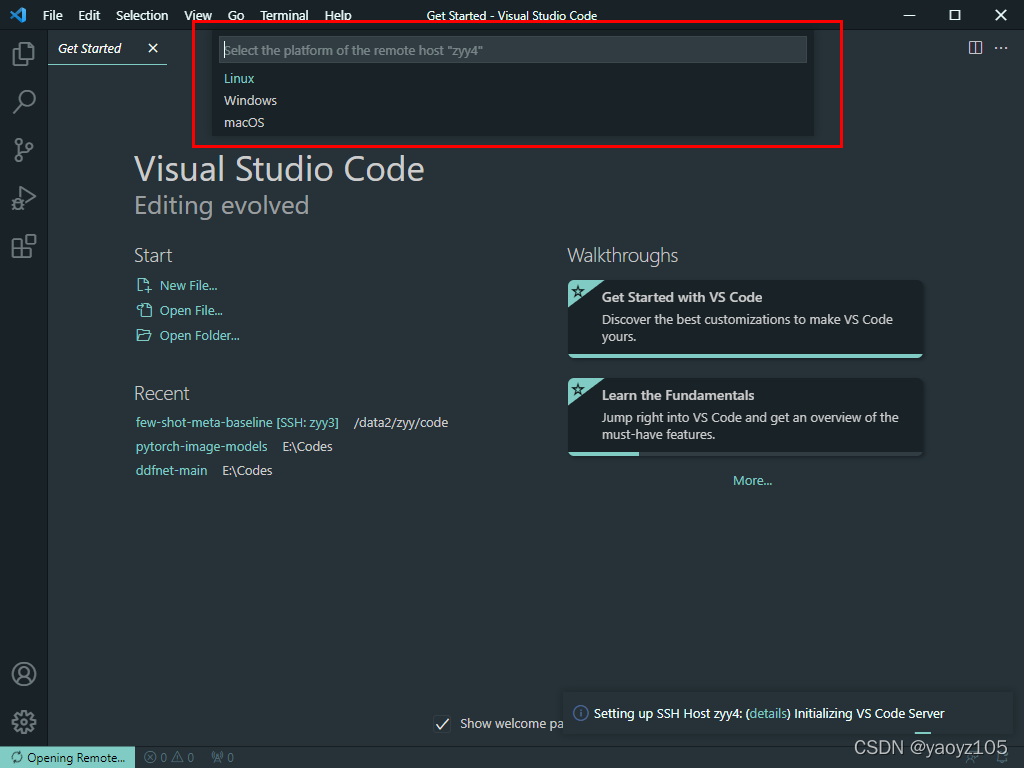 File Edit Selection View Go Terminal Help Get Started - Visual Studio Code
Get Started
Select the platform of the remote host "zyy4"
Linux
Windows
macOS
Visual Studio Code
Editing evolved
Start
New File...
Open File...
Open Folder...
Recent
few-shot-meta-baseline [SSH: zyy3] /data2/zyy/code
pytorch-image-models E:\Codes
ddfnet-main E:\Codes
Walkthroughs
Get Started with VS Code
Discover the best customizations to make VS Code
yours.
Learn the Fundamentals
Jump right into VS Code and get an overview of the
must-have features.
More...
Show welcome pa
Setting up SSH Host zyy4: (details) Initializing VS Code Server
Opening Remote... 0 0 0
CSDN @yaoyz105